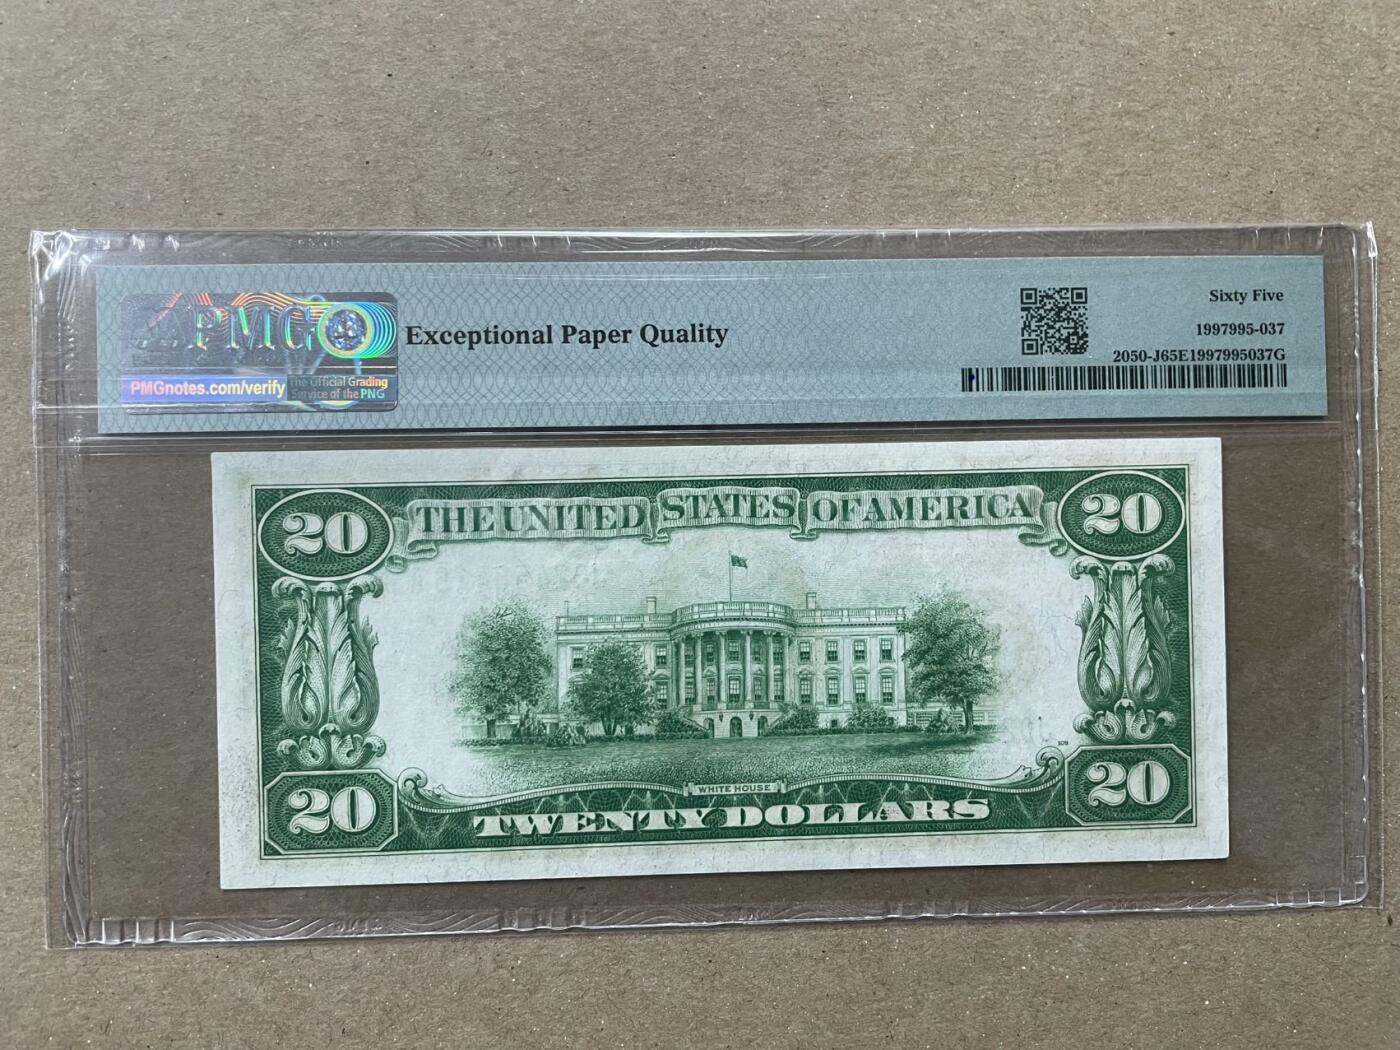 PMG
PMGnotes.com/verify
The Official Grading
Service of the PNG
Exceptional Paper Quality
Sixty Five
1997995-037
2050-J65E1997995037G
20
THE UNITED STATES OF AMERICA
20
WHITE HOUSE
20
TWENTY DOLLARS
20